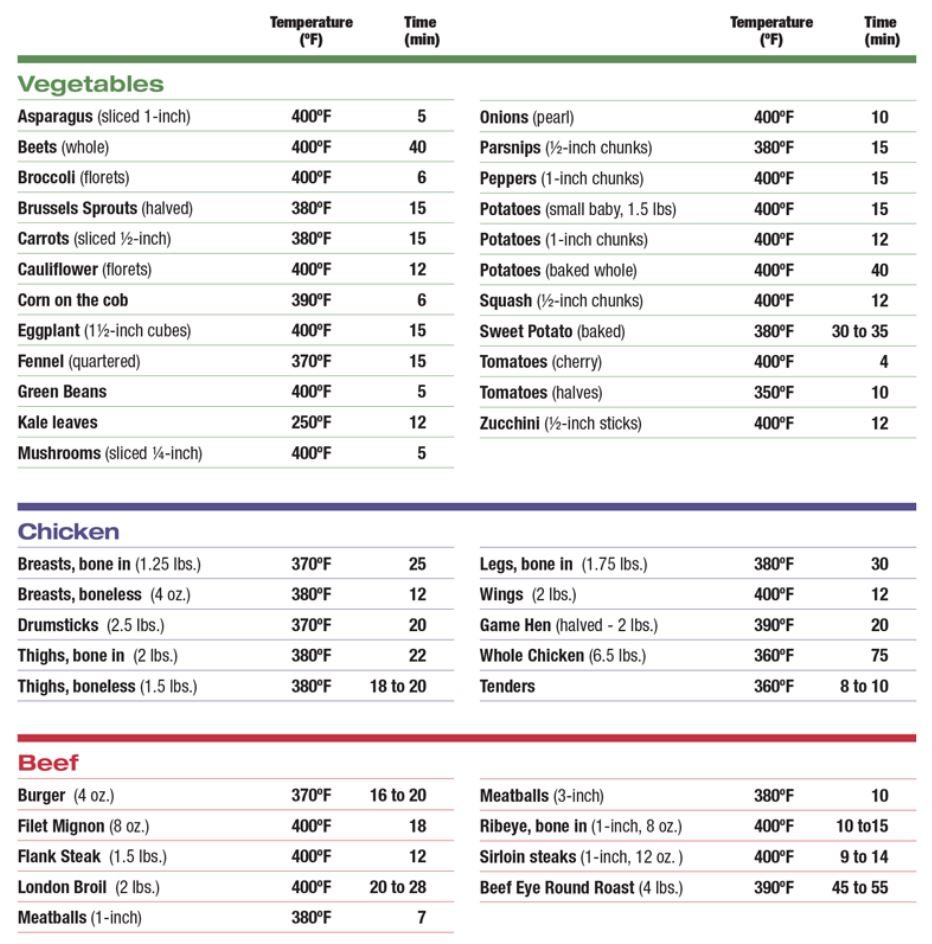 Temperature (ºF) Time (min) Temperature (ºF) Time (min)
Vegetables
Asparagus (sliced 1-inch) 400ºF 5
Beets (whole) 400ºF 40
Broccoli (florets) 400ºF 6
Brussels Sprouts (halved) 380ºF 15
Carrots (sliced ½-inch) 380ºF 15
Cauliflower (florets) 400ºF 12
Corn on the cob 390ºF 6
Eggplant (1½-inch cubes) 400ºF 15
Fennel (quartered) 370ºF 15
Green Beans 400ºF 5
Kale leaves 250ºF 12
Mushrooms (sliced ¼-inch) 400ºF 5
Onions (pearl) 400ºF 10
Parsnips (½-inch chunks) 380ºF 15
Peppers (1-inch chunks) 400ºF 15
Potatoes (small baby, 1.5 lbs) 400ºF 15
Potatoes (1-inch chunks) 400ºF 12
Potatoes (baked whole) 400ºF 40
Squash (½-inch chunks) 400ºF 12
Sweet Potato (baked) 380ºF 30 to 35
Tomatoes (cherry) 400ºF 4
Tomatoes (halves) 350ºF 10
Zucchini (½-inch sticks) 400ºF 12
Chicken
Breasts, bone in (1.25 lbs.) 370ºF 25
Breasts, boneless (4 oz.) 380ºF 12
Drumsticks (2.5 lbs.) 370ºF 20
Thighs, bone in (2 lbs.) 380ºF 22
Thighs, boneless (1.5 lbs.) 380ºF 18 to 20
Legs, bone in (1.75 lbs.) 380ºF 30
Wings (2 lbs.) 400ºF 12
Game Hen (halved - 2 lbs.) 390ºF 20
Whole Chicken (6.5 lbs.) 360ºF 75
Tenders 360ºF 8 to 10
Beef
Burger (4 oz.) 370ºF 16 to 20
Filet Mignon (8 oz.) 400ºF 18
Flank Steak (1.5 lbs.) 400ºF 12
London Broil (2 lbs.) 400ºF 20 to 28
Meatballs (1-inch) 380ºF 7
Meatballs (3-inch) 380ºF 10
Ribeye, bone in (1-inch, 8 oz.) 400ºF 10 to15
Sirloin steaks (1-inch, 12 oz. ) 400ºF 9 to 14
Beef Eye Round Roast (4 lbs.) 390ºF 45 to 55